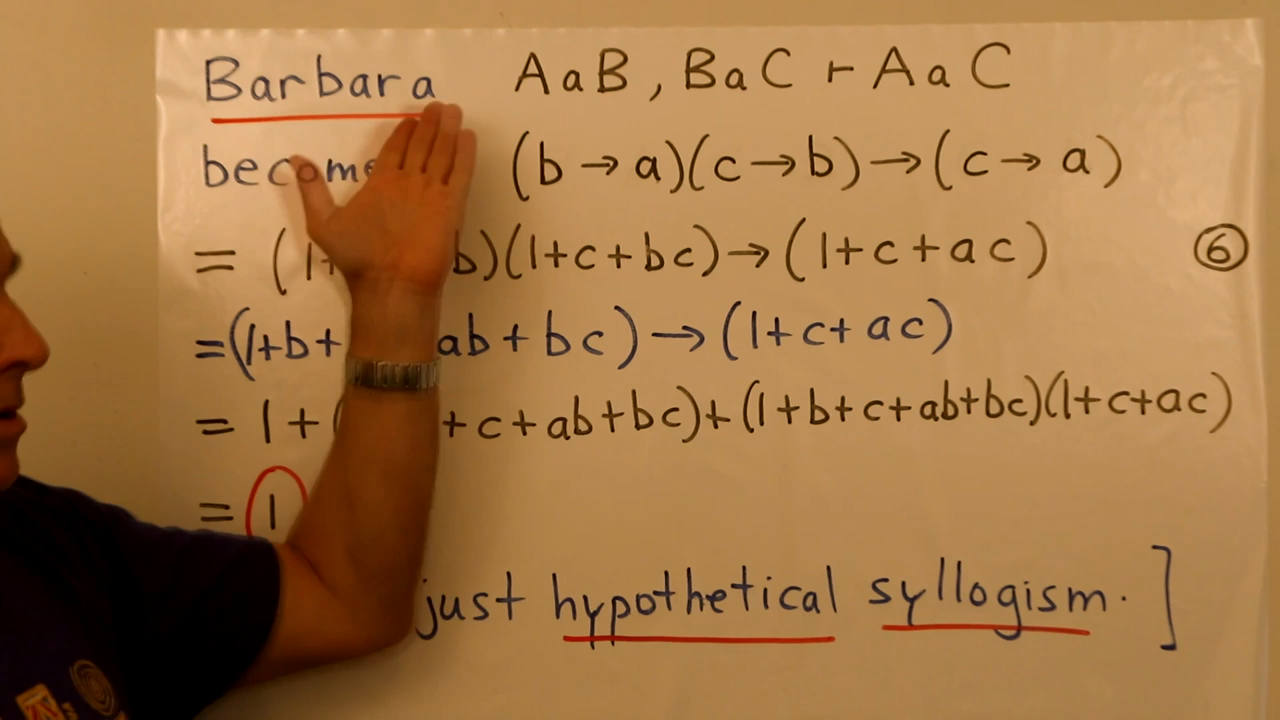 Barbara AaB, BaC ⊢ AaC
(b → a)(c → b) → (c → a)
= (1+ b)(1+c+bc) → (1+c+ac) ⑥
=(1+b+ ab+bc) → (1+c+ac)
= 1+( +c+ab+bc)+(1+b+c+ab+bc)(1+c+ac)
= 1
just hypothetical syllogism. ]